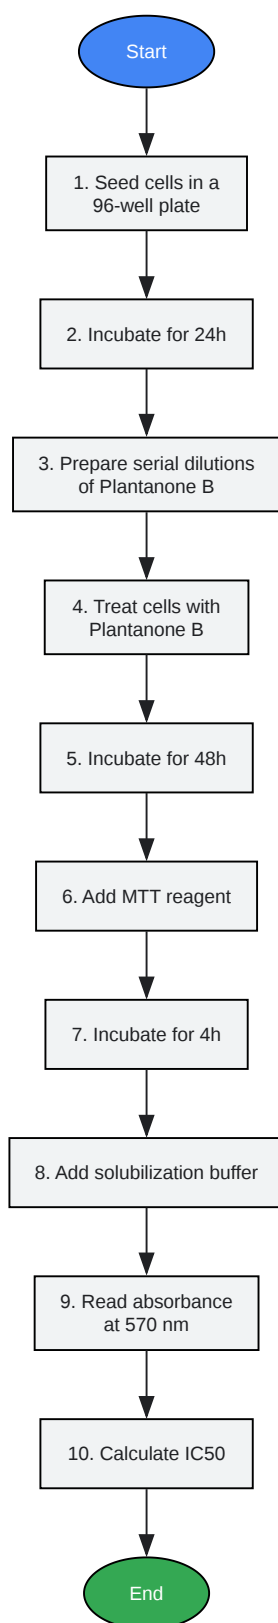 Start
1. Seed cells in a
96-well plate
2. Incubate for 24h
3. Prepare serial dilutions
of Plantanone B
4. Treat cells with
Plantanone B
5. Incubate for 48h
6. Add MTT reagent
7. Incubate for 4h
8. Add solubilization buffer
9. Read absorbance
at 570 nm
10. Calculate IC50
End